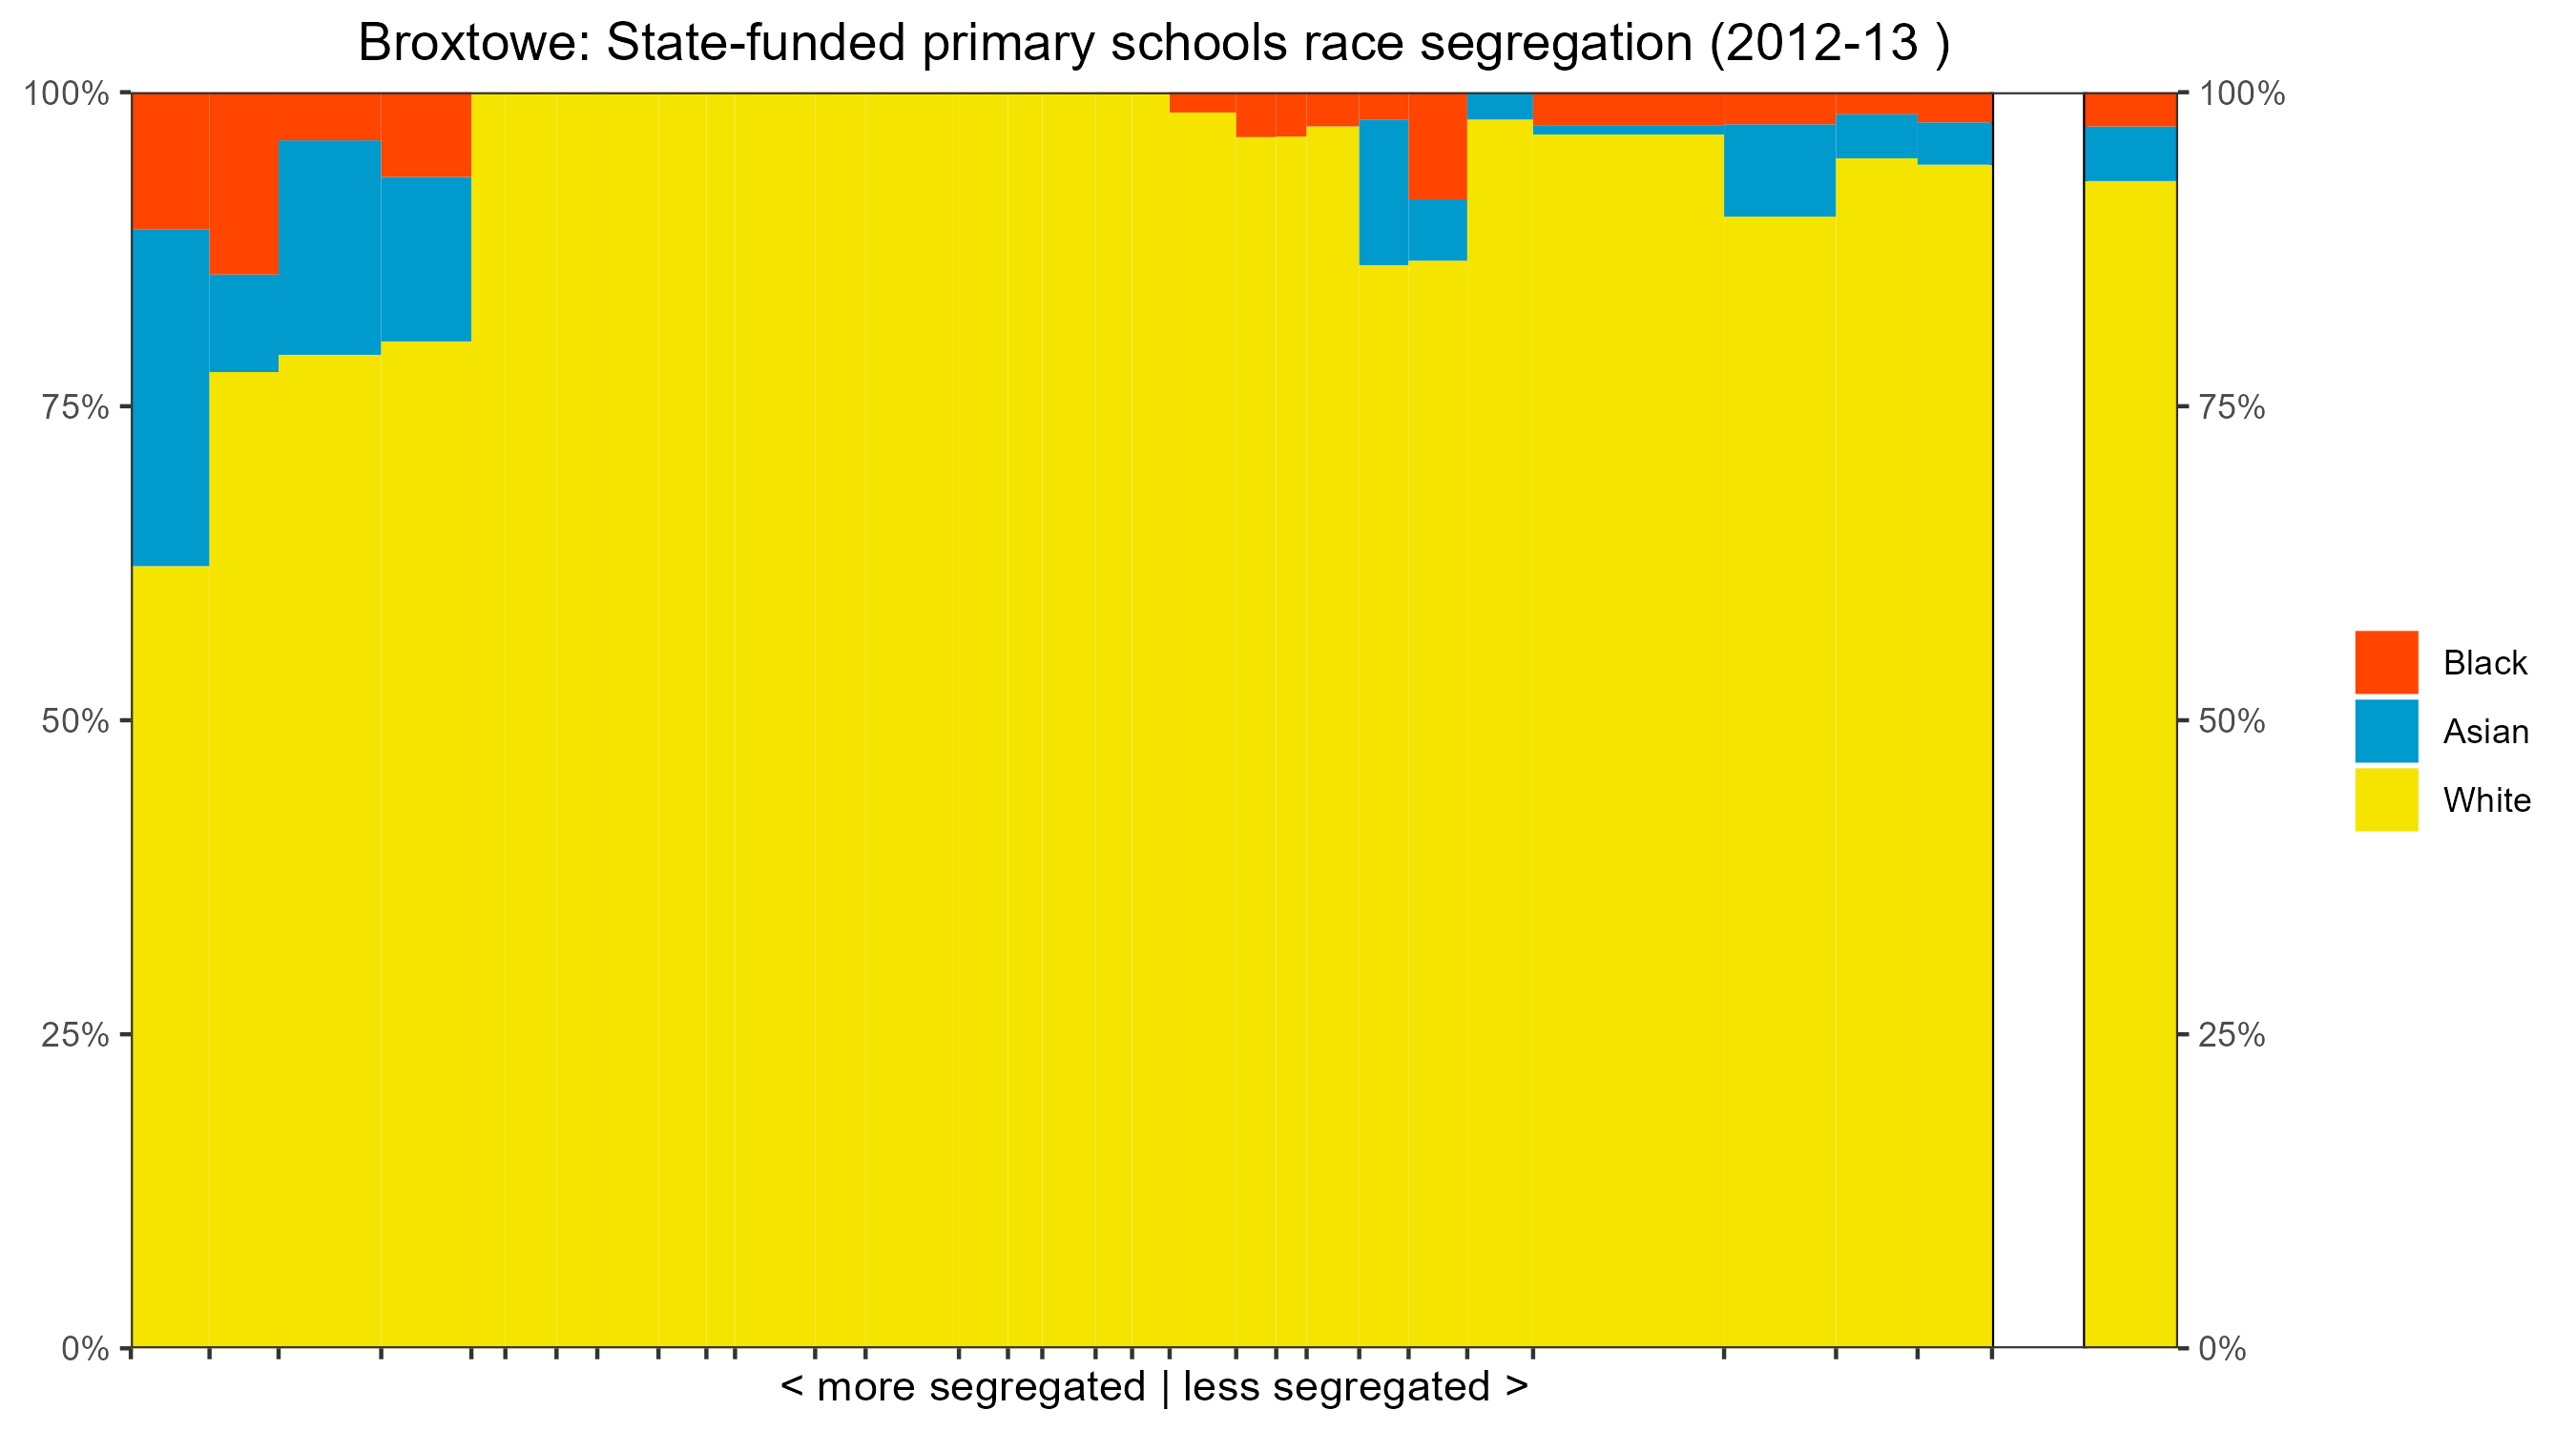 Broxtowe: State-funded primary schools race segregation (2012-13 )
100%
75%
50%
25%
0%
100%
75%
50%
25%
0%
Black
Asian
White
< more segregated | less segregated >